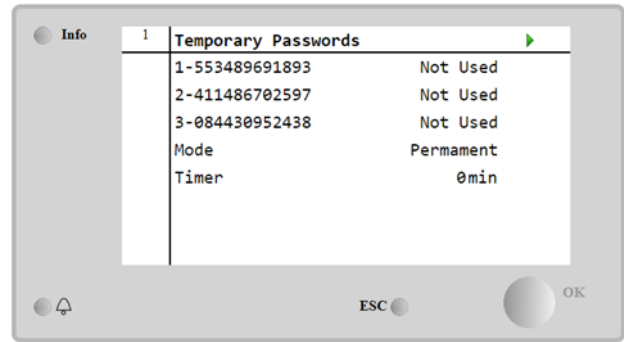 Info
1 Temporary Passwords
1-553489691893 Not Used
2-411486702597 Not Used
3-084430952438 Not Used
Mode Permament
Timer 0min
ESC OK